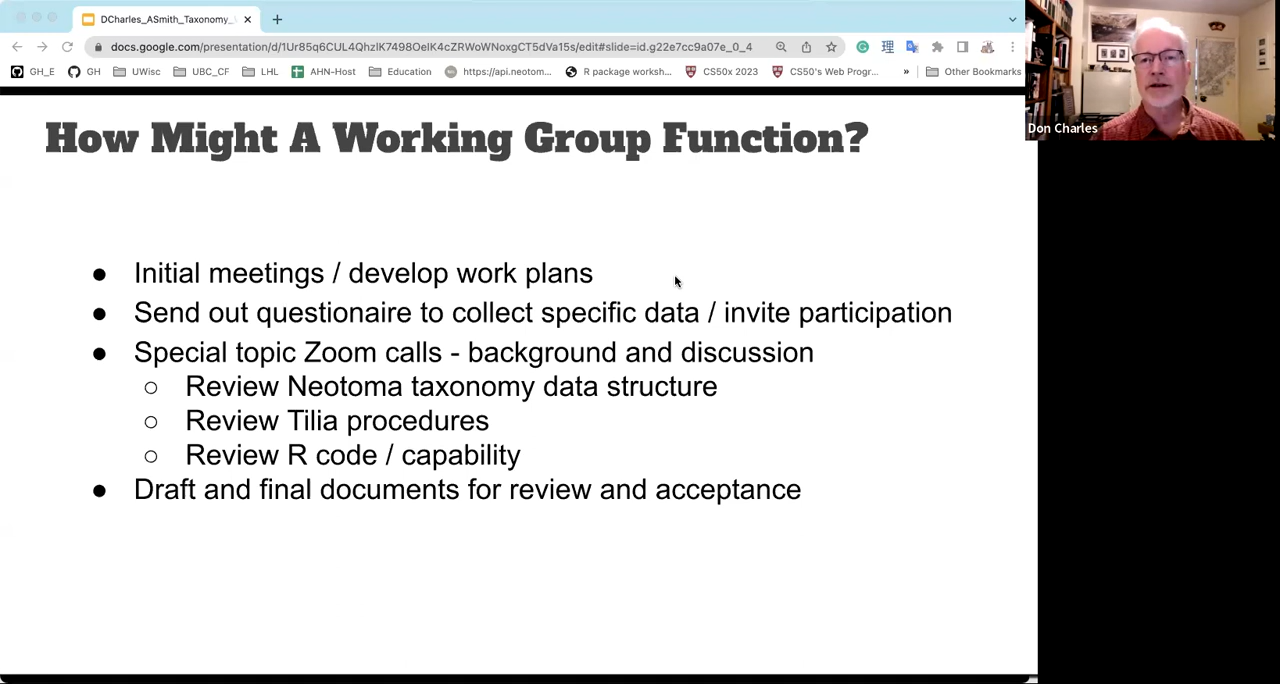 DCharles_ASmith_Taxonomy_
docs.google.com/presentation/d/1Ur85q6CUL4QhzlK7498OeIK4cZRWoWNoxgCT5dVa15s/edit#slide=id.g22e7cc9a07e_0_4
GH_E GH UWisc UBC_CF LHL AHN-Host Education https://api.neotom... R package worksh... CS50x 2023 CS50's Web Progr... » Other Bookmarks
Don Charles
How Might A Working Group Function?
● Initial meetings / develop work plans
● Send out questionaire to collect specific data / invite participation
● Special topic Zoom calls - background and discussion
○ Review Neotoma taxonomy data structure
○ Review Tilia procedures
○ Review R code / capability
● Draft and final documents for review and acceptance